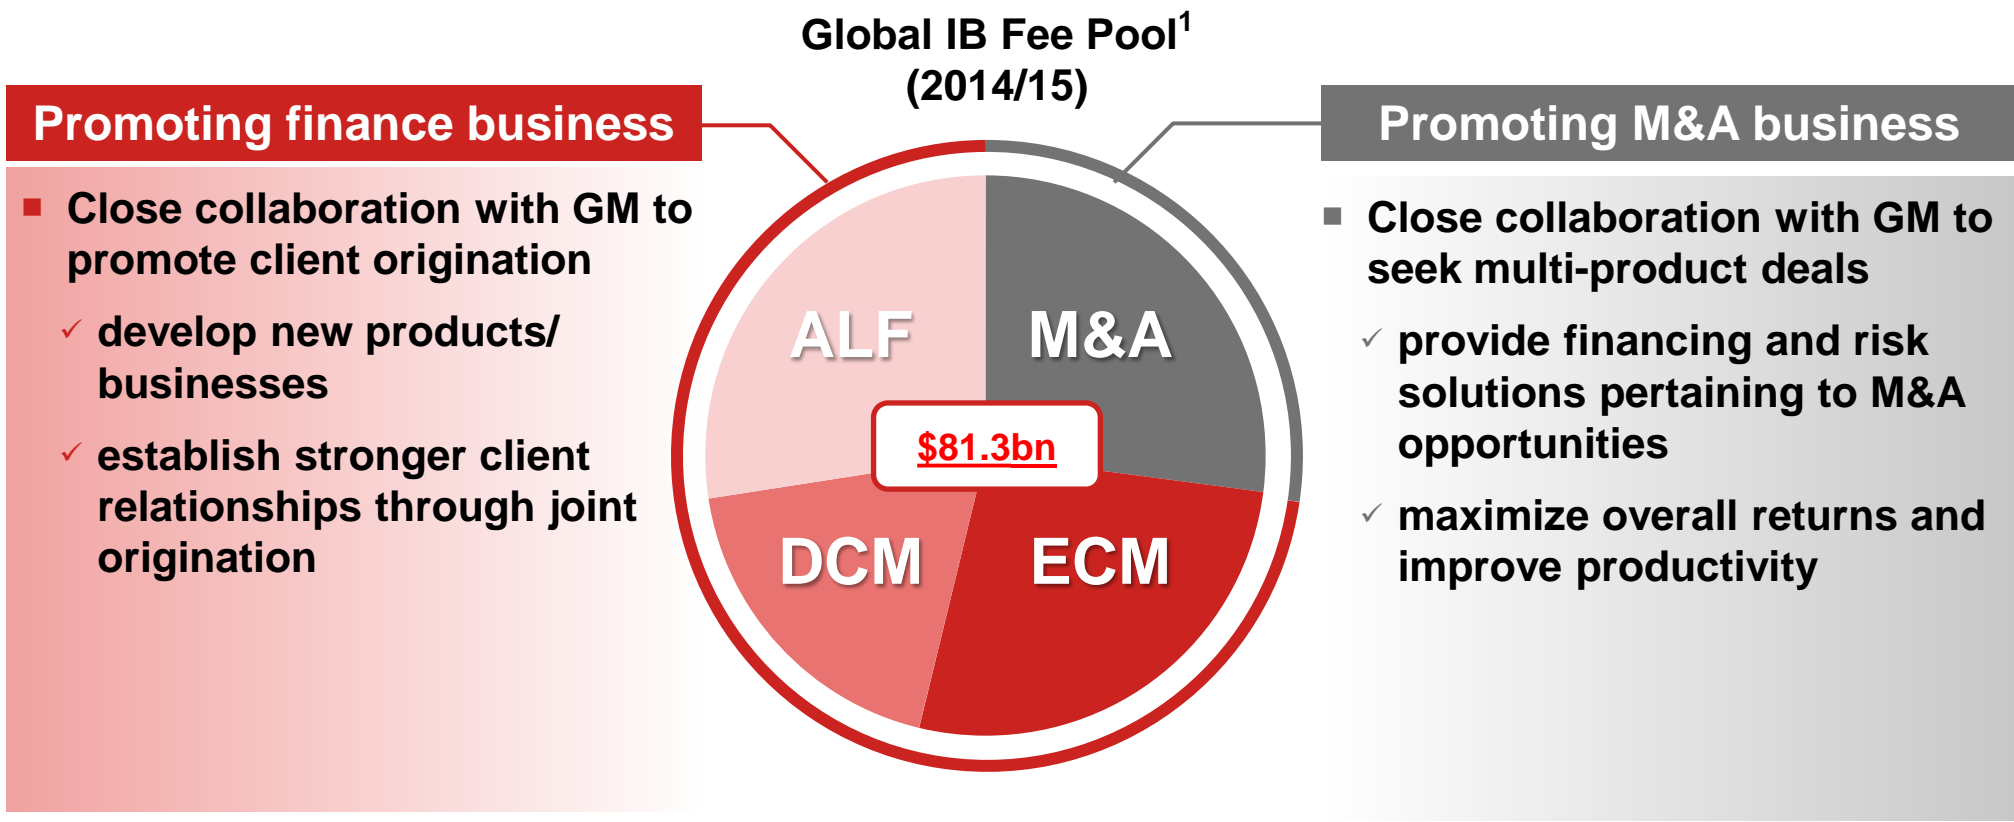 Global IB Fee Pool1
(2014/15)
Promoting finance business
Close collaboration with GM to
promote client origination
✓ develop new products/
businesses
✓ establish stronger client
relationships through joint
origination
ALF
M&A
$81.3bn
DCM
ECM
Promoting M&A business
Close collaboration with GM to
seek multi-product deals
✓ provide financing and risk
solutions pertaining to M&A
opportunities
✓ maximize overall returns and
improve productivity